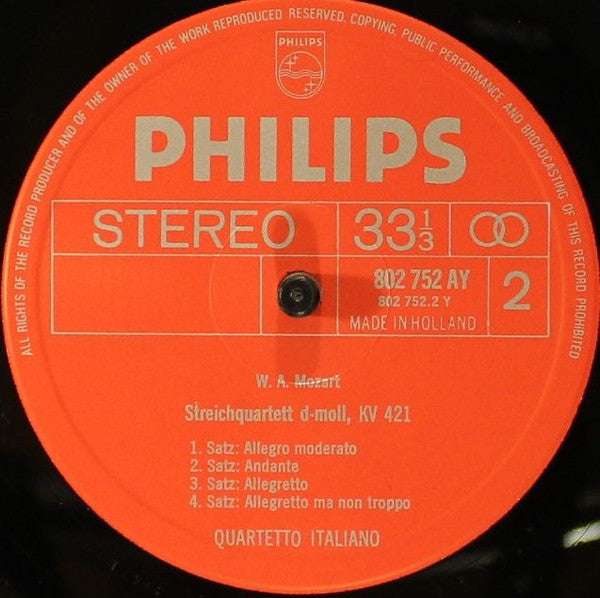 ALL RIGHTS OF THE RECORD PRODUCER AND OF THE OWNER OF THE WORK REPRODUCED RESERVED. COPYING, PUBLIC PERFORMANCE AND BROADCASTING OF THIS RECORD PROHIBITED
PHILIPS
PHILIPS
STEREO 33⅓
802 752 AY
802 752.2 Y
MADE IN HOLLAND
2
W. A. Mozart
Streichquartett d-moll, KV 421
1. Satz: Allegro moderato
2. Satz: Andante
3. Satz: Allegretto
4. Satz: Allegretto ma non troppo
QUARTETTO ITALIANO